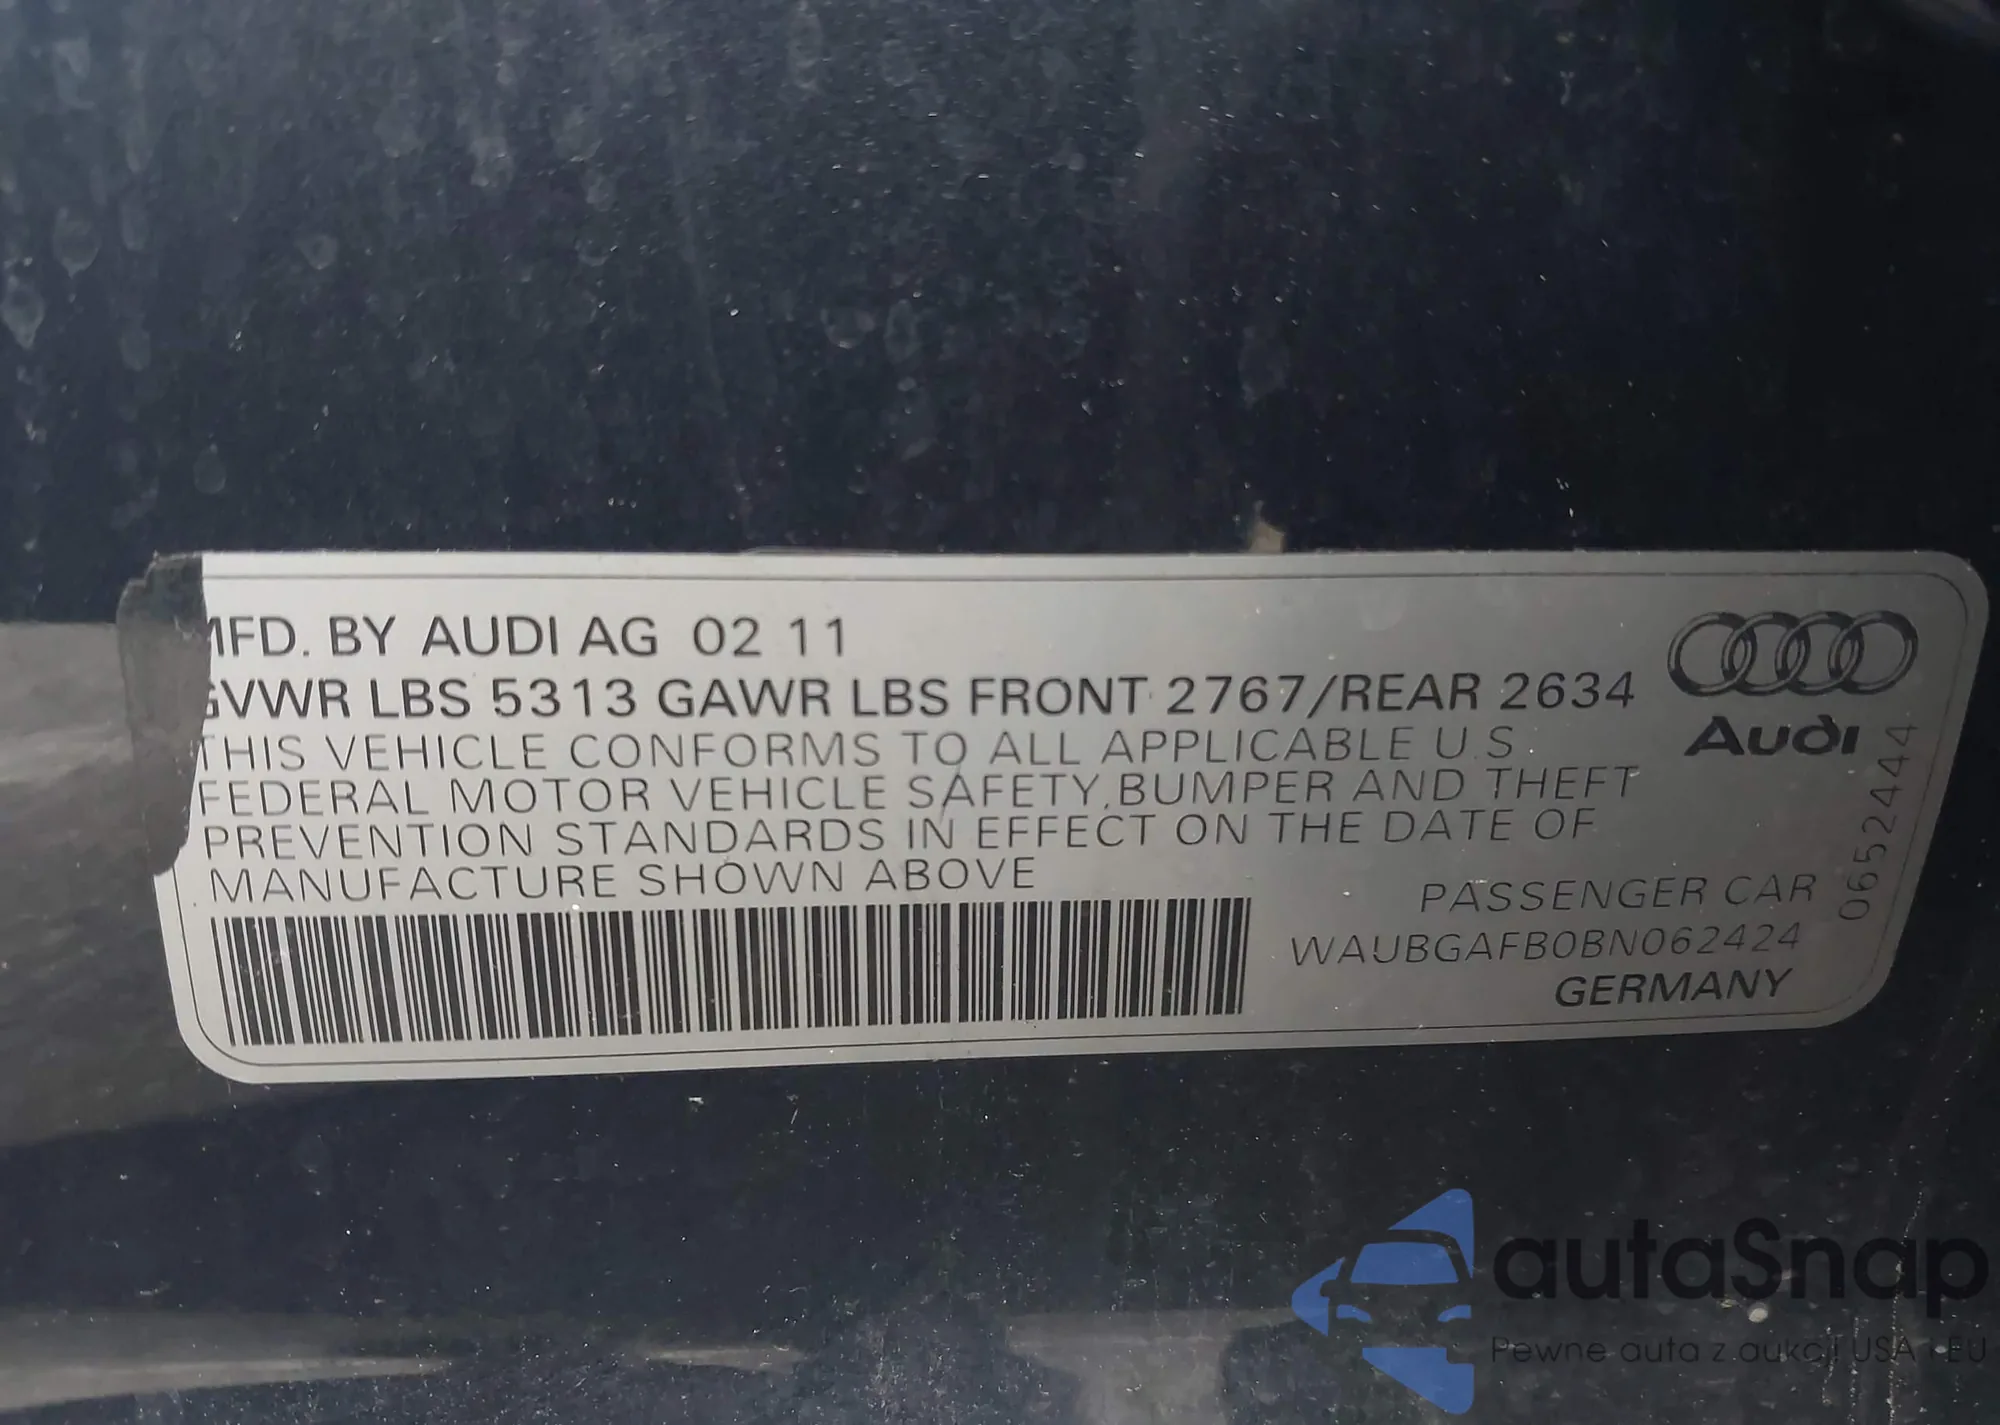 MFD. BY AUDI AG 02 11
GVWR LBS 5313 GAWR LBS FRONT 2767/REAR 2634
THIS VEHICLE CONFORMS TO ALL APPLICABLE U.S
FEDERAL MOTOR VEHICLE SAFETY, BUMPER AND THEFT
PREVENTION STANDARDS IN EFFECT ON THE DATE OF
MANUFACTURE SHOWN ABOVE
Audi
0652444
PASSENGER CAR
WAUBGAFB0BN062424
GERMANY
autaSnap
Pewne auta z aukcji USA i EU